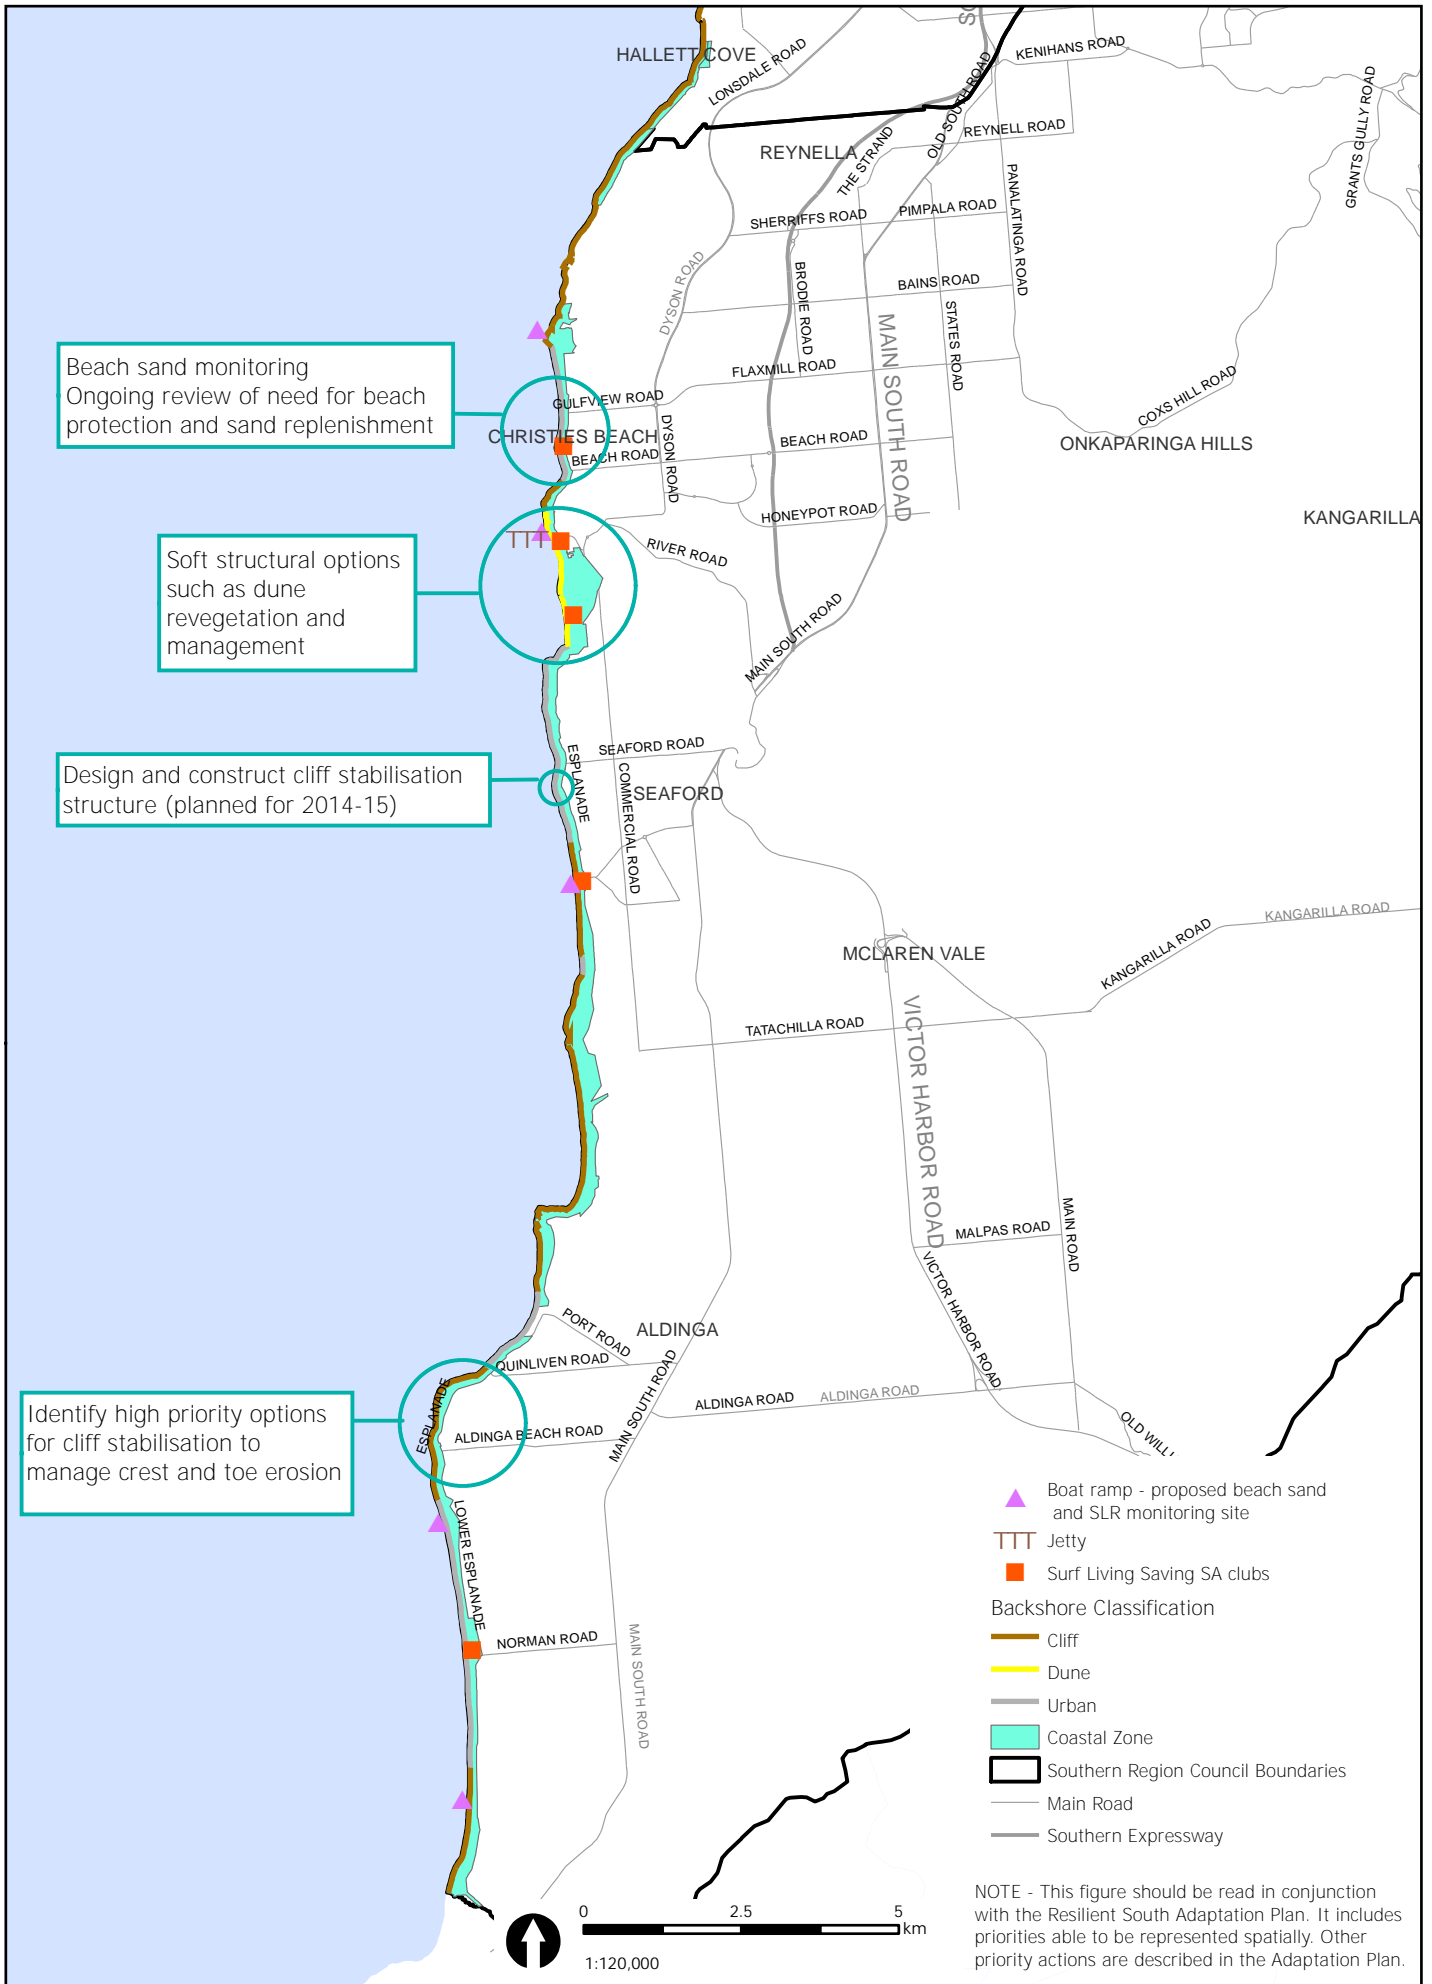 SO
HALLETT COVE
KENIHANS ROAD
LONSDALE ROAD
OLD SOUTH ROAD
GRANTS GULLY ROAD
REYNELL ROAD
REYNELLA
THE STRAND
PANALATINGA ROAD
PIMPALA ROAD
SHERRIFFS ROAD
DYSON ROAD
BRODIE ROAD
BAINS ROAD
STATES ROAD
MAIN SOUTH ROAD
Beach sand monitoring
Ongoing review of need for beach
protection and sand replenishment
FLAXMILL ROAD
COXS HILL ROAD
GULFVIEW ROAD
CHRISTIES BEACH
DYSON ROAD
BEACH ROAD
BEACH ROAD
ONKAPARINGA HILLS
HONEYPOT ROAD
KANGARILLA
RIVER ROAD
Soft structural options
such as dune
revegetation and
management
MAIN SOUTH ROAD
Design and construct cliff stabilisation
structure (planned for 2014-15)
ESPLANADE
SEAFORD ROAD
COMMERCIAL ROAD
SEAFORD
KANGARILLA ROAD
KANGARILLA ROAD
MCLAREN VALE
TATACHILLA ROAD
VICTOR HARBOR ROAD
MALPAS ROAD
MAIN ROAD
VICTOR HARBOR ROAD
PORT ROAD
ALDINGA
QUINLIVEN ROAD
MAIN SOUTH ROAD
ALDINGA ROAD
ALDINGA ROAD
OLD WILLI
Identify high priority options
for cliff stabilisation to
manage crest and toe erosion
ESPLANADE
ALDINGA BEACH ROAD
LOWER ESPLANADE
NORMAN ROAD
MAIN SOUTH ROAD
Boat ramp - proposed beach sand
and SLR monitoring site
Jetty
Surf Living Saving SA clubs
Backshore Classification
Cliff
Dune
Urban
Coastal Zone
Southern Region Council Boundaries
Main Road
Southern Expressway
NOTE - This figure should be read in conjunction
with the Resilient South Adaptation Plan. It includes
priorities able to be represented spatially. Other
priority actions are described in the Adaptation Plan.
0 2.5 5
km
1:120,000